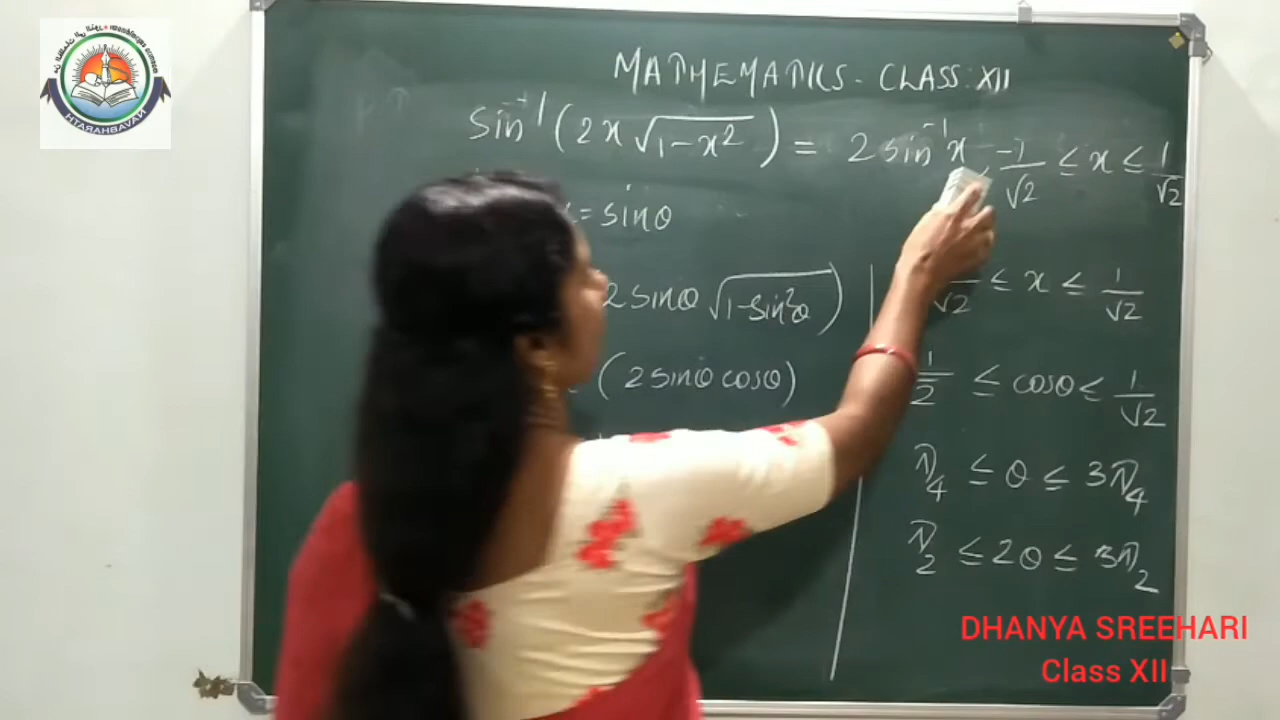 MATHEMATICS - CLASS: XII
sin⁻¹(2x√(1-x²)) = 2 sin⁻¹x, -1/√2 ≤ x ≤ 1/√2
= sinθ
2sinθ √(1-sin²θ))
(2sinθ cosθ)
√2 ≤ x ≤ 1/√2
1/2 ≤ cosθ ≤ 1/√2
π/4 ≤ θ ≤ 3π/4
π/2 ≤ 2θ ≤ 3π/2
NAVABHARATH
DHANYA SREEHARI
Class XII